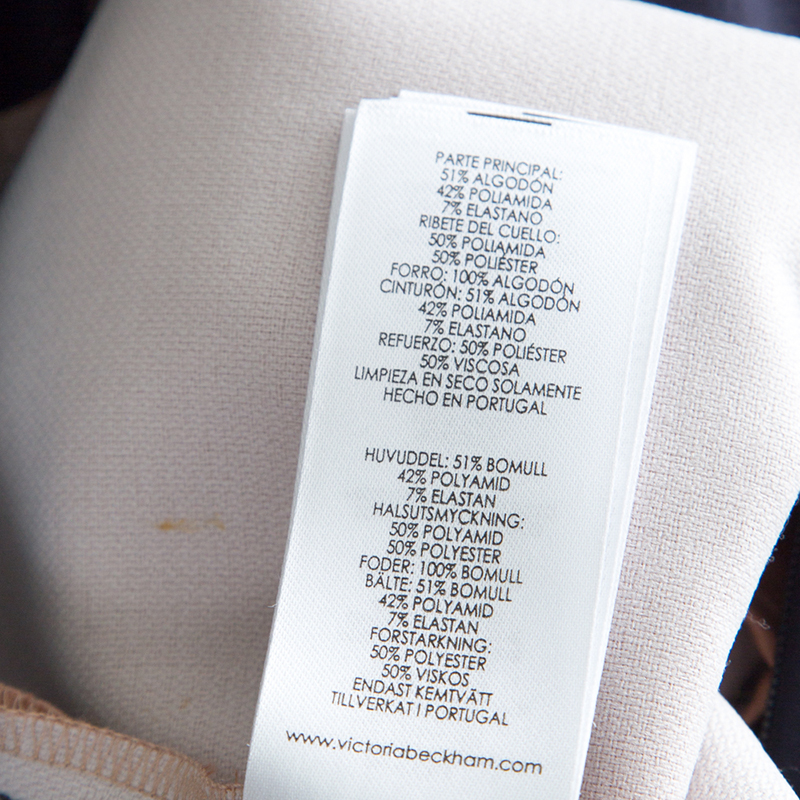 PARTE PRINCIPAL:
51% ALGODÓN
42% POLIAMIDA
7% ELASTANO
RIBETE DEL CUELLO:
50% POLIAMIDA
50% POLIÉSTER
FORRO: 100% ALGODÓN
CINTURÓN: 51% ALGODÓN
42% POLIAMIDA
7% ELASTANO
REFUERZO: 50% POLIÉSTER
50% VISCOSA
LIMPIEZA EN SECO SOLAMENTE
HECHO EN PORTUGAL
HUVUDDEL: 51% BOMULL
42% POLYAMID
7% ELASTAN
HALSUTSMYCKNING:
50% POLYAMID
50% POLYESTER
FODER: 100% BOMULL
BÄLTE: 51% BOMULL
42% POLYAMID
7% ELASTAN
FORSTARKNING:
50% POLYESTER
50% VISKOS
ENDAST KEMTVÄTT
TILLVERKAT I PORTUGAL
www.victoriabeckham.com